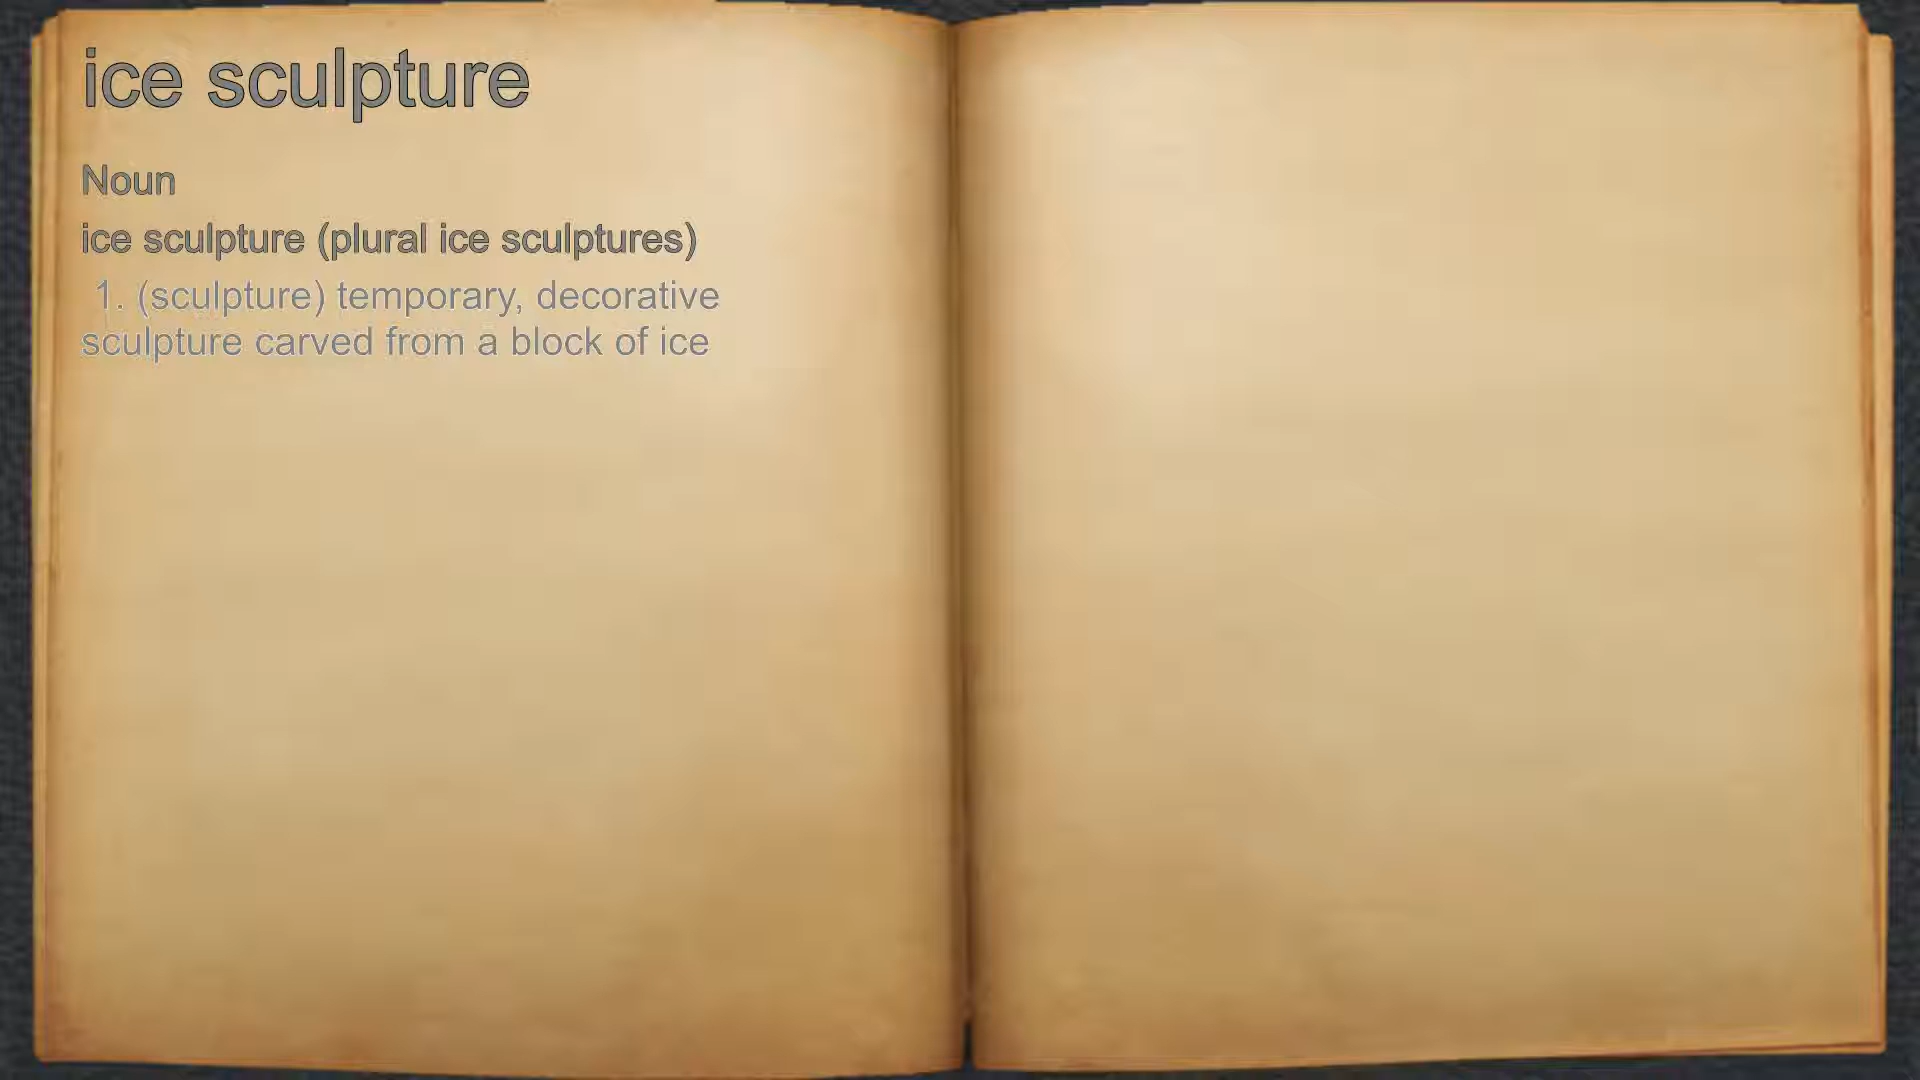 ice sculpture
Noun
ice sculpture (plural ice sculptures)
1. (sculpture) temporary, decorative
sculpture carved from a block of ice